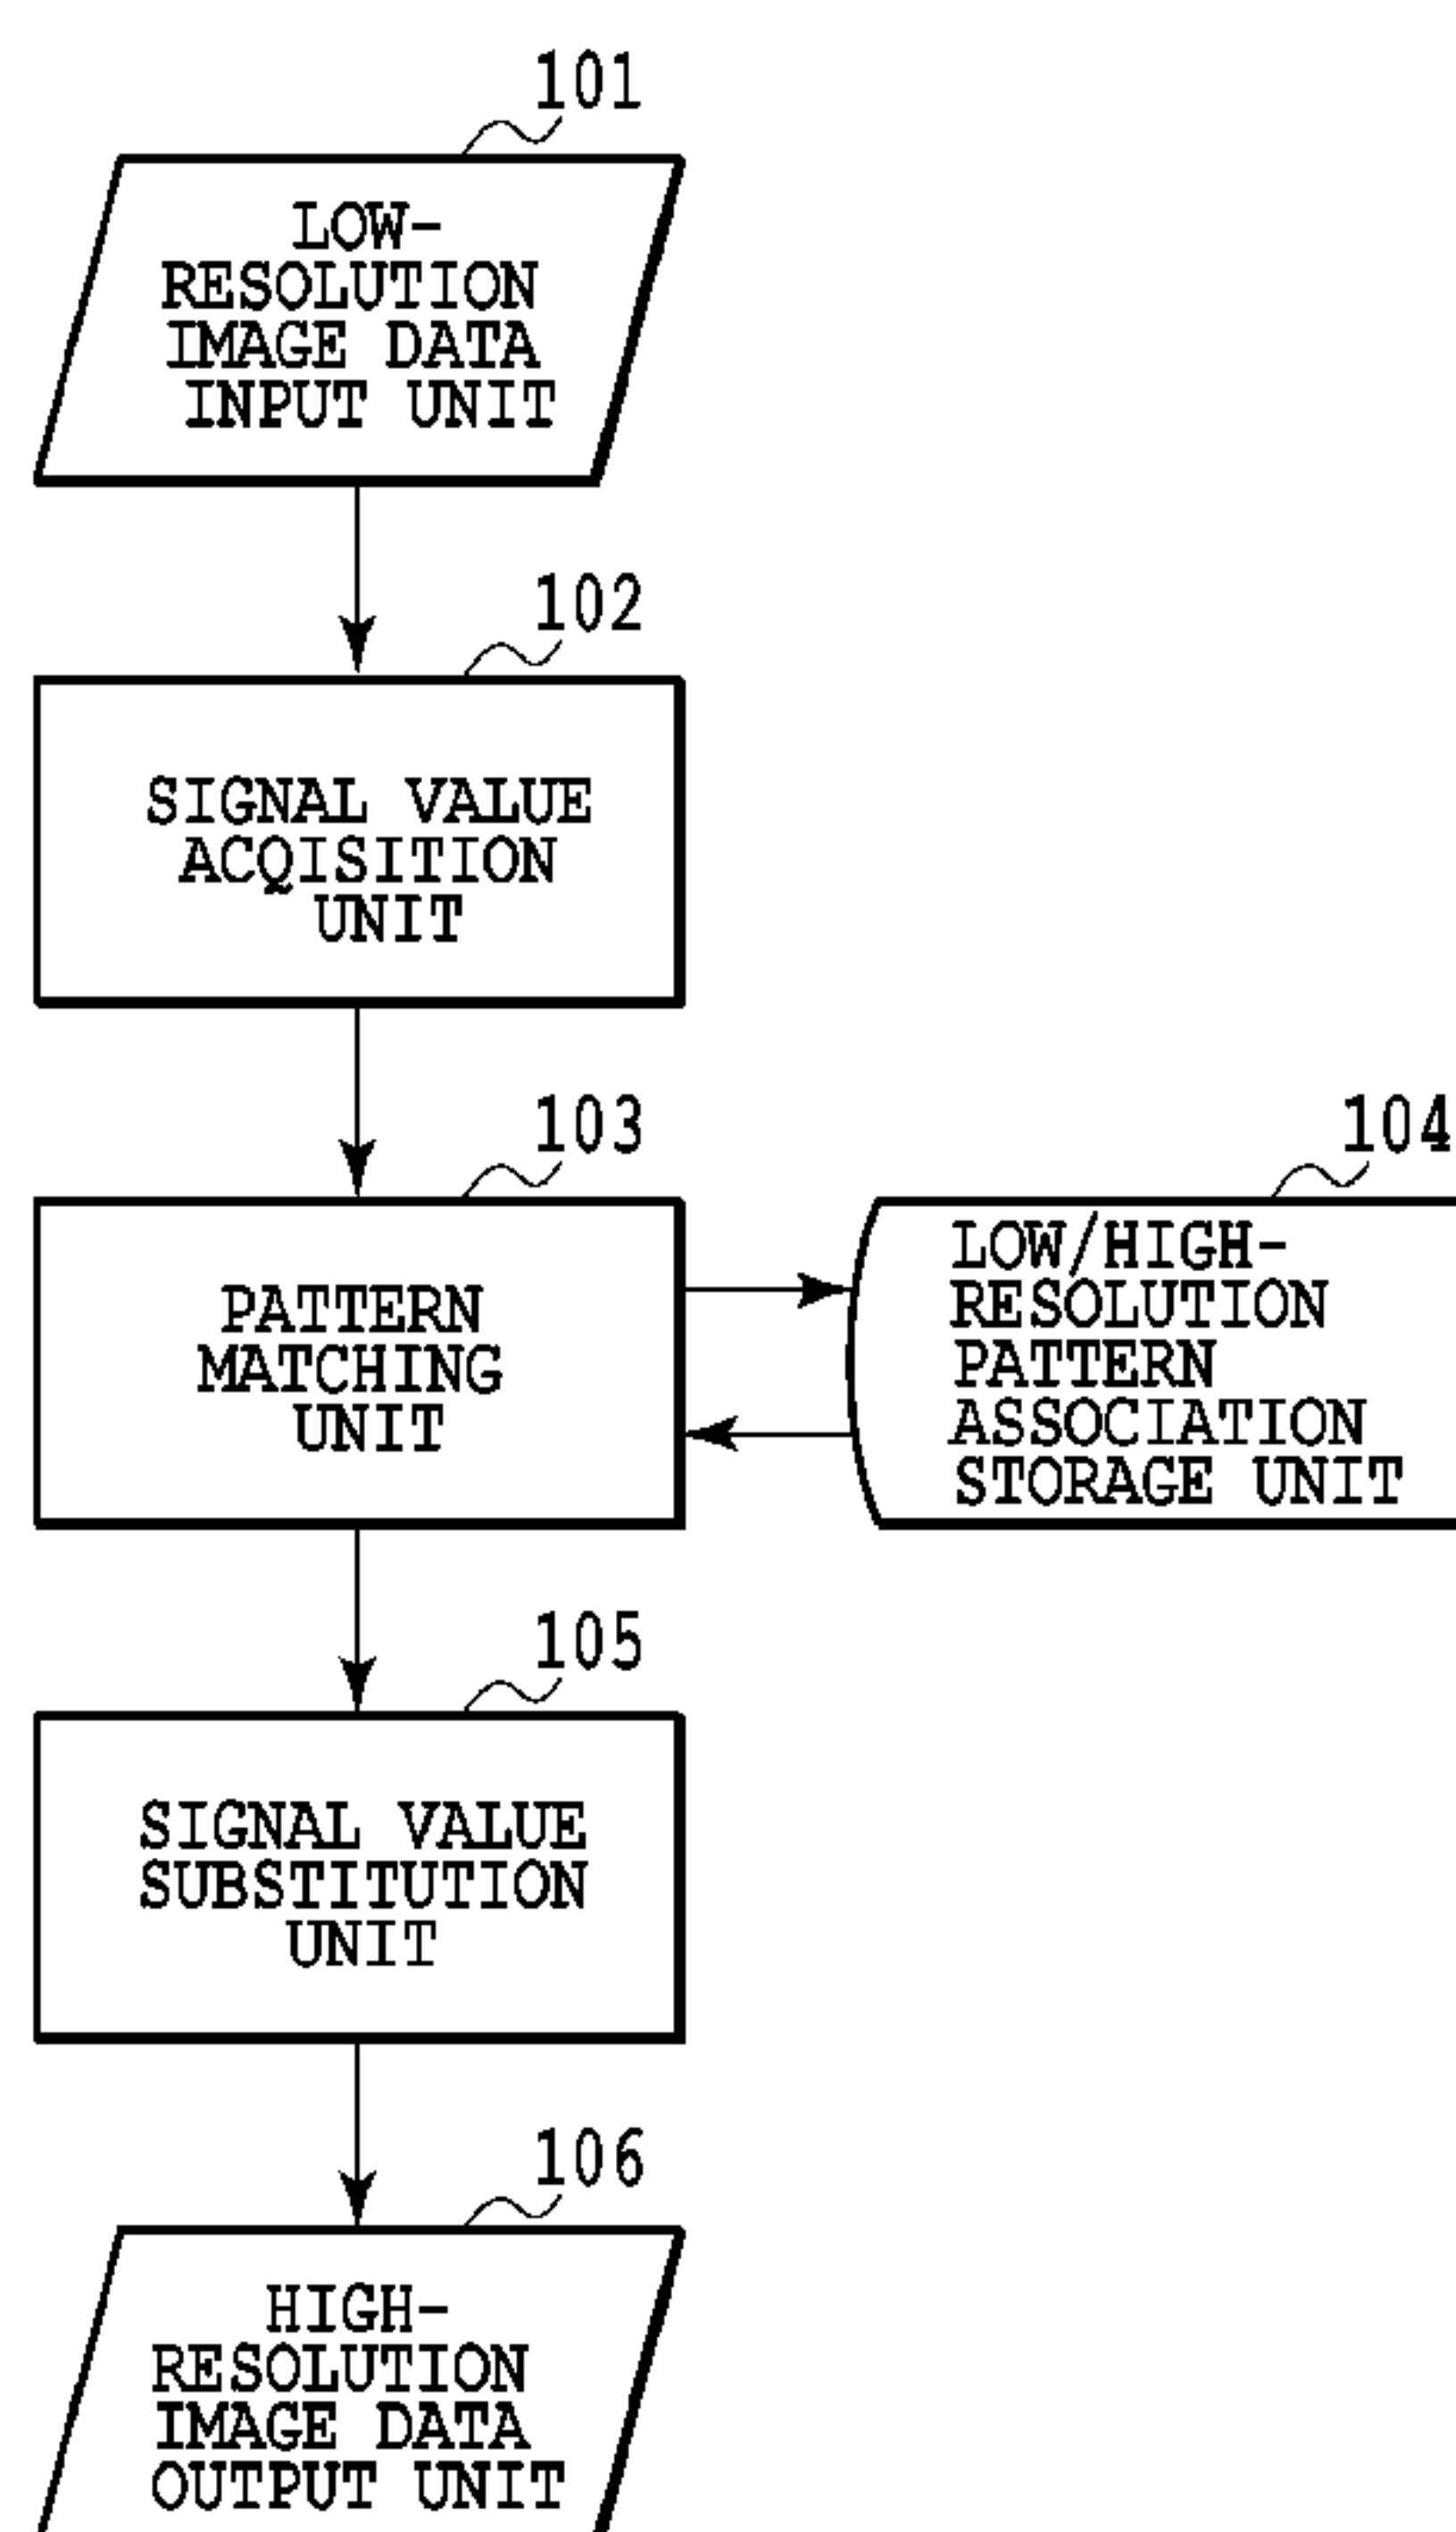 101
LOW-
RESOLUTION
IMAGE DATA
INPUT UNIT
102
SIGNAL VALUE
ACQISITION
UNIT
103
PATTERN
MATCHING
UNIT
104
LOW/HIGH-
RESOLUTION
PATTERN
ASSOCIATION
STORAGE UNIT
105
SIGNAL VALUE
SUBSTITUTION
UNIT
106
HIGH-
RESOLUTION
IMAGE DATA
OUTPUT UNIT